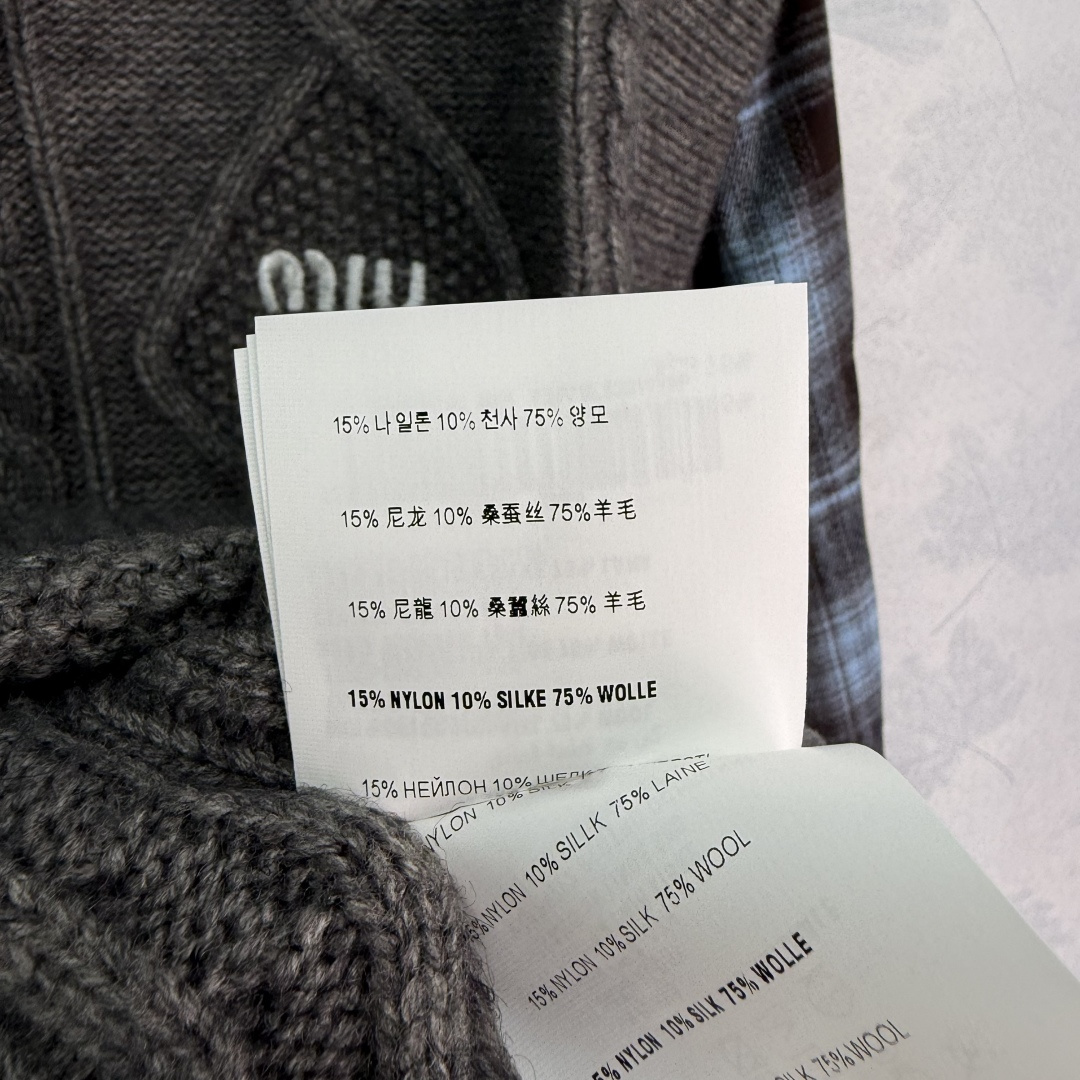 15% 나일론 10% 천사 75% 양모
15% 尼龙 10% 桑蚕丝 75% 羊毛
15% 尼龍 10% 桑蠶絲 75% 羊毛
15% NYLON 10% SILKE 75% WOLLE
15% НЕЙЛОН 10% ШЕЛК
NYLON 10%
15% NYLON 10% SILLK 75% LAINE
15% NYLON 10% SILK 75% WOOL
5% NYLON 10% SILK 75% WOLLE
75% WOOL